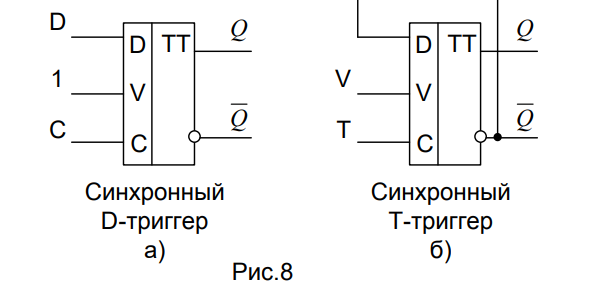 D D TT Q
1 V
C C Q̅
Синхронный
D-триггер
а)
D TT Q
V V
T C Q̅
Синхронный
Т-триггер
б)
Рис.8